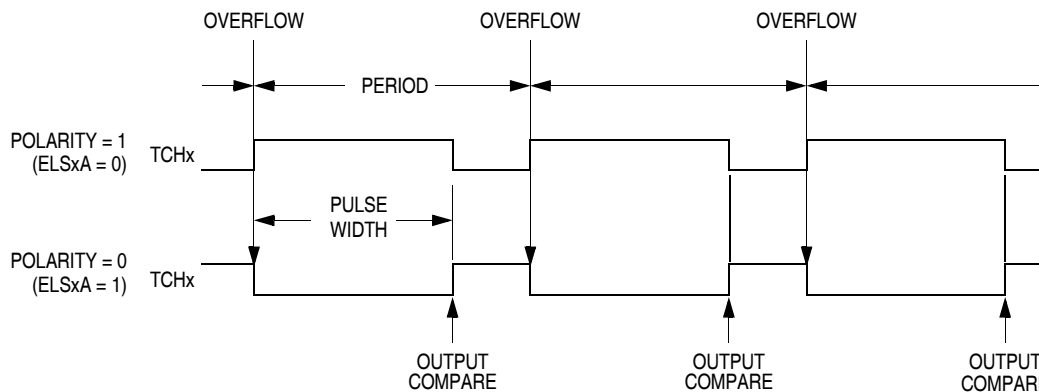 OVERFLOW OVERFLOW OVERFLOW
PERIOD
POLARITY = 1
(ELSxA = 0)
TCHx
PULSE
WIDTH
POLARITY = 0
(ELSxA = 1)
TCHx
OUTPUT
COMPARE
OUTPUT
COMPARE
OUTPUT
COMPAR